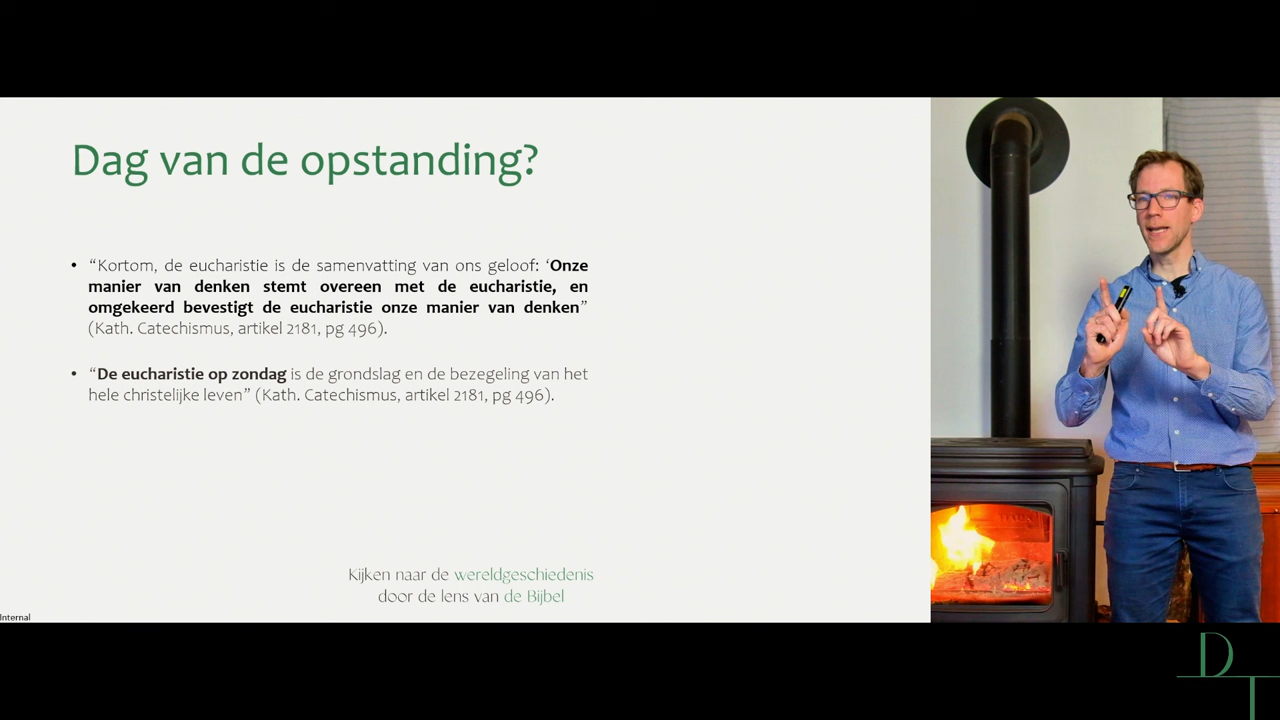 Dag van de opstanding?
• “Kortom, de eucharistie is de samenvatting van ons geloof: ‘Onze
manier van denken stemt overeen met de eucharistie, en
omgekeerd bevestigt de eucharistie onze manier van denken”
(Kath. Catechismus, artikel 2181, pg 496).
• “De eucharistie op zondag is de grondslag en de bezegeling van het
hele christelijke leven” (Kath. Catechismus, artikel 2181, pg 496).
Kijken naar de wereldgeschiedenis
door de lens van de Bijbel
Internal
DT